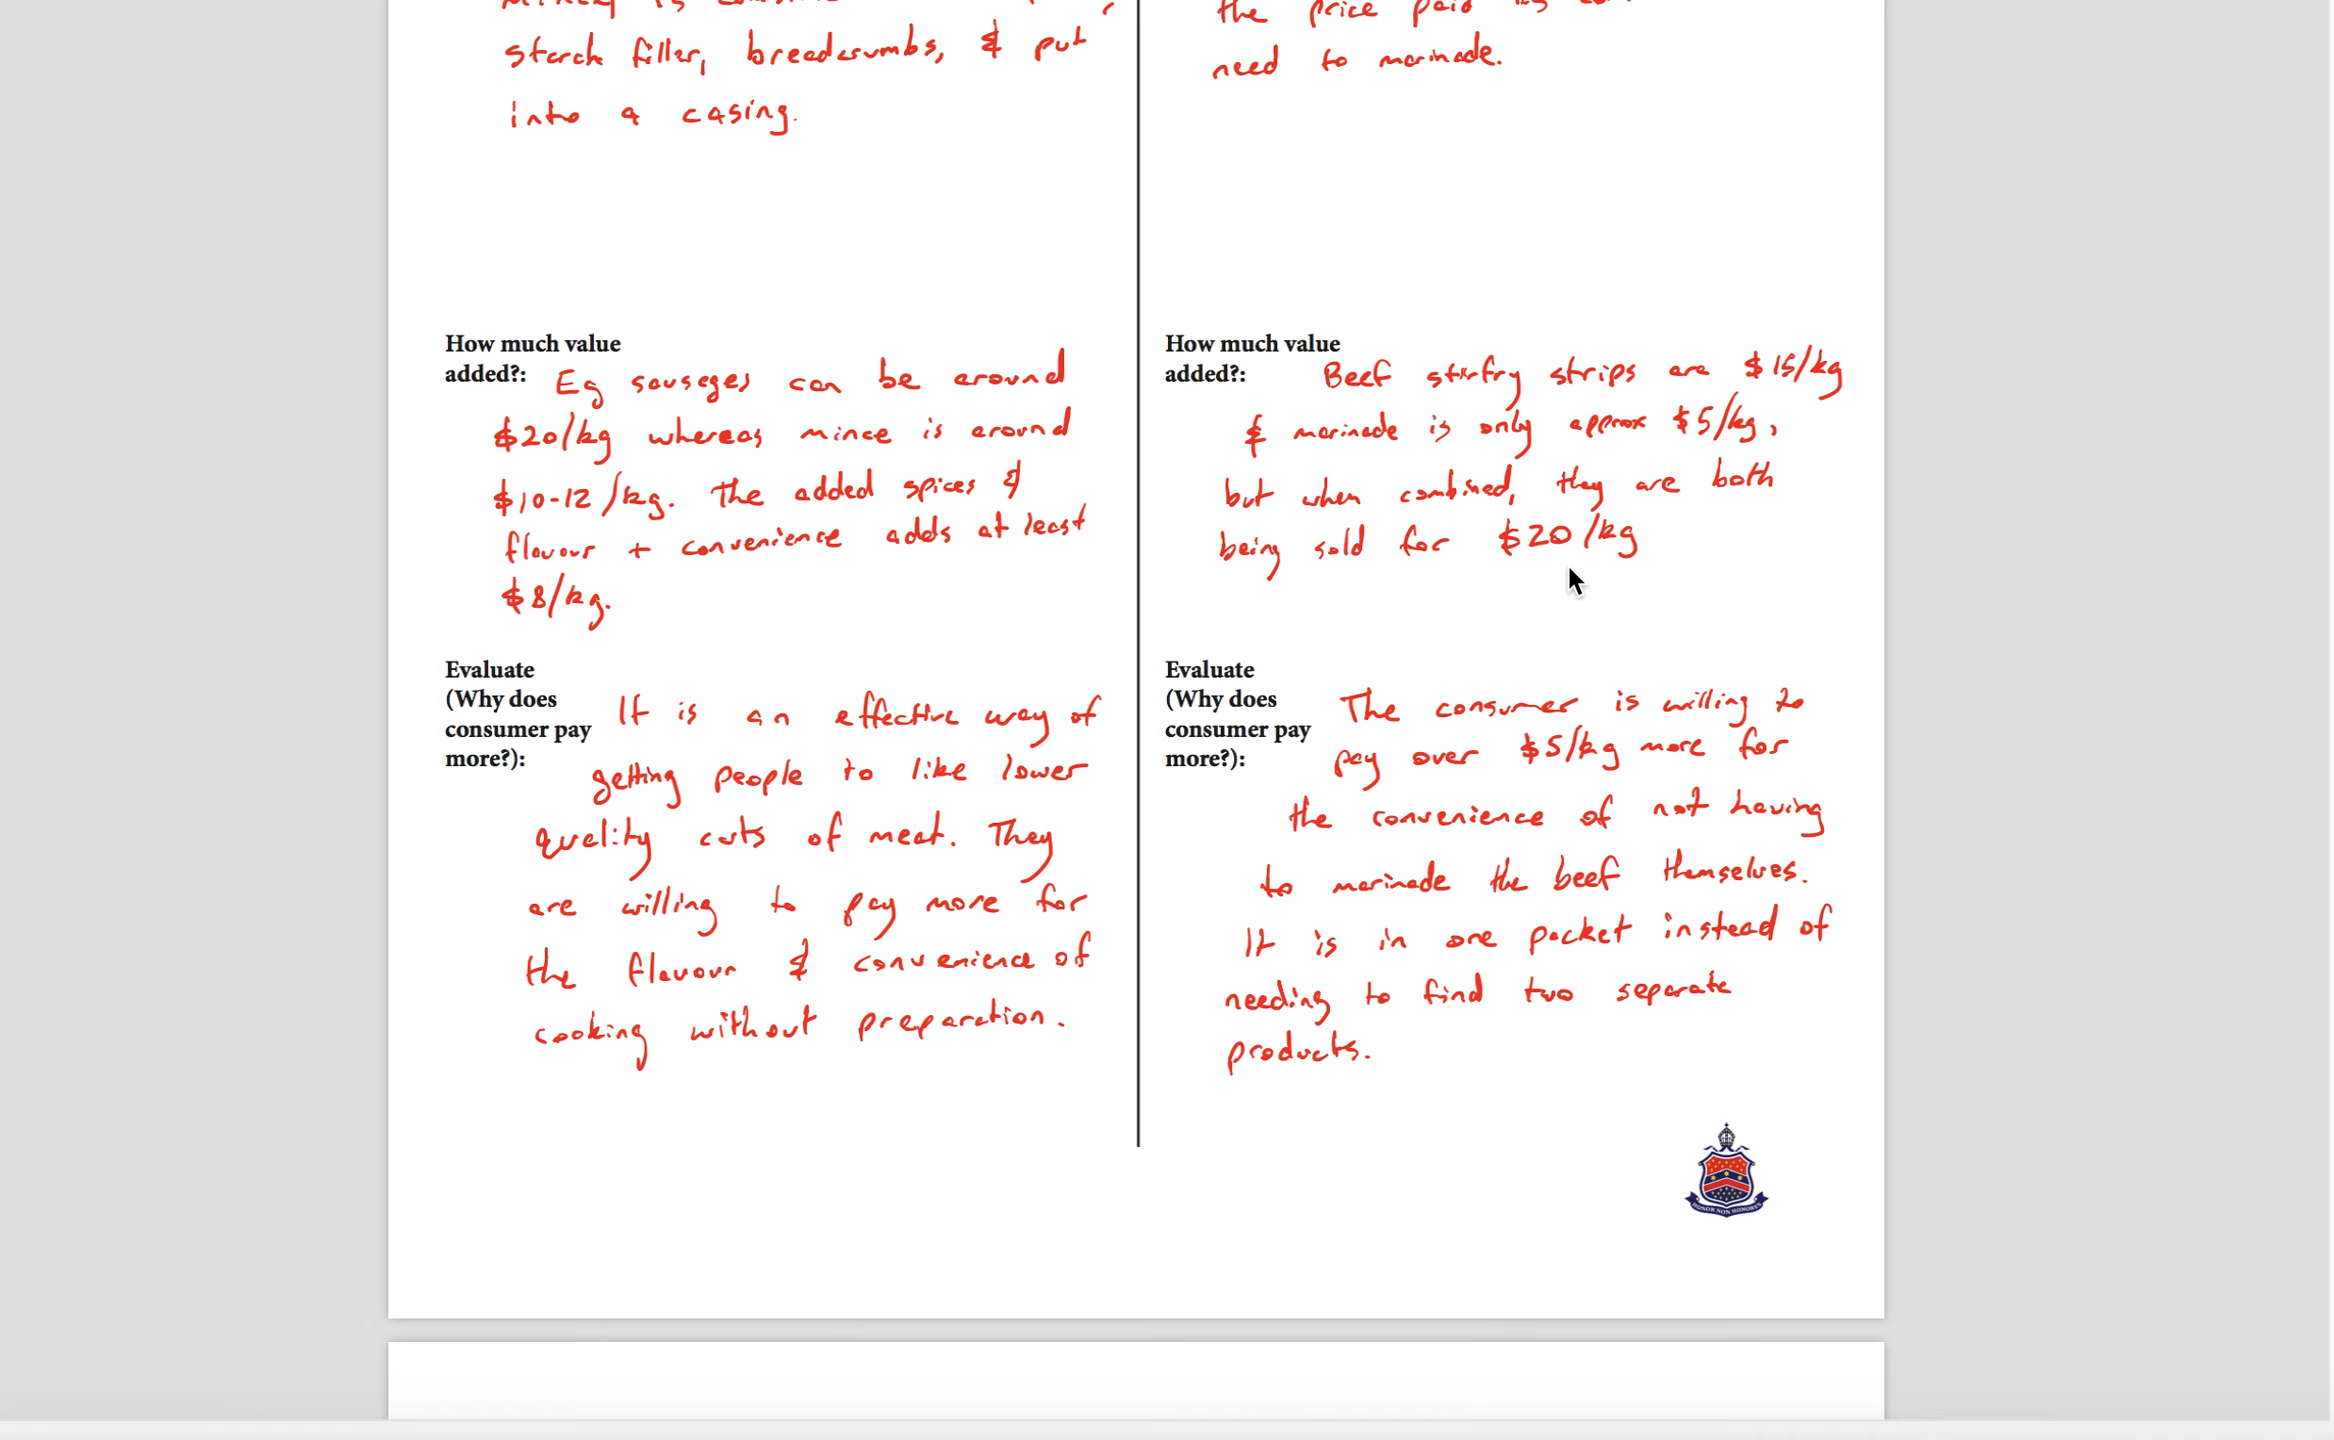 starch filler, breadcrumbs, & put
into a casing.
How much value
added?: Eg sausages can be around
$20/kg whereas mince is around
$10-12/kg. The added spices &
flavour + convenience adds at least
$8/kg.
Evaluate
(Why does
consumer pay
more?): It is an effective way of
getting people to like lower
quality cuts of meat. They
are willing to pay more for
the flavour & convenience of
cooking without preparation.
the price paid
need to marinade.
How much value
added?: Beef stirfry strips are $15/kg
& marinade is only approx $5/kg,
but when combined, they are both
being sold for $20/kg
Evaluate
(Why does
consumer pay
more?): The consumer is willing to
pay over $5/kg more for
the convenience of not having
to marinade the beef themselves.
It is in one packet instead of
needing to find two separate
products.
HONOR NON HONORES